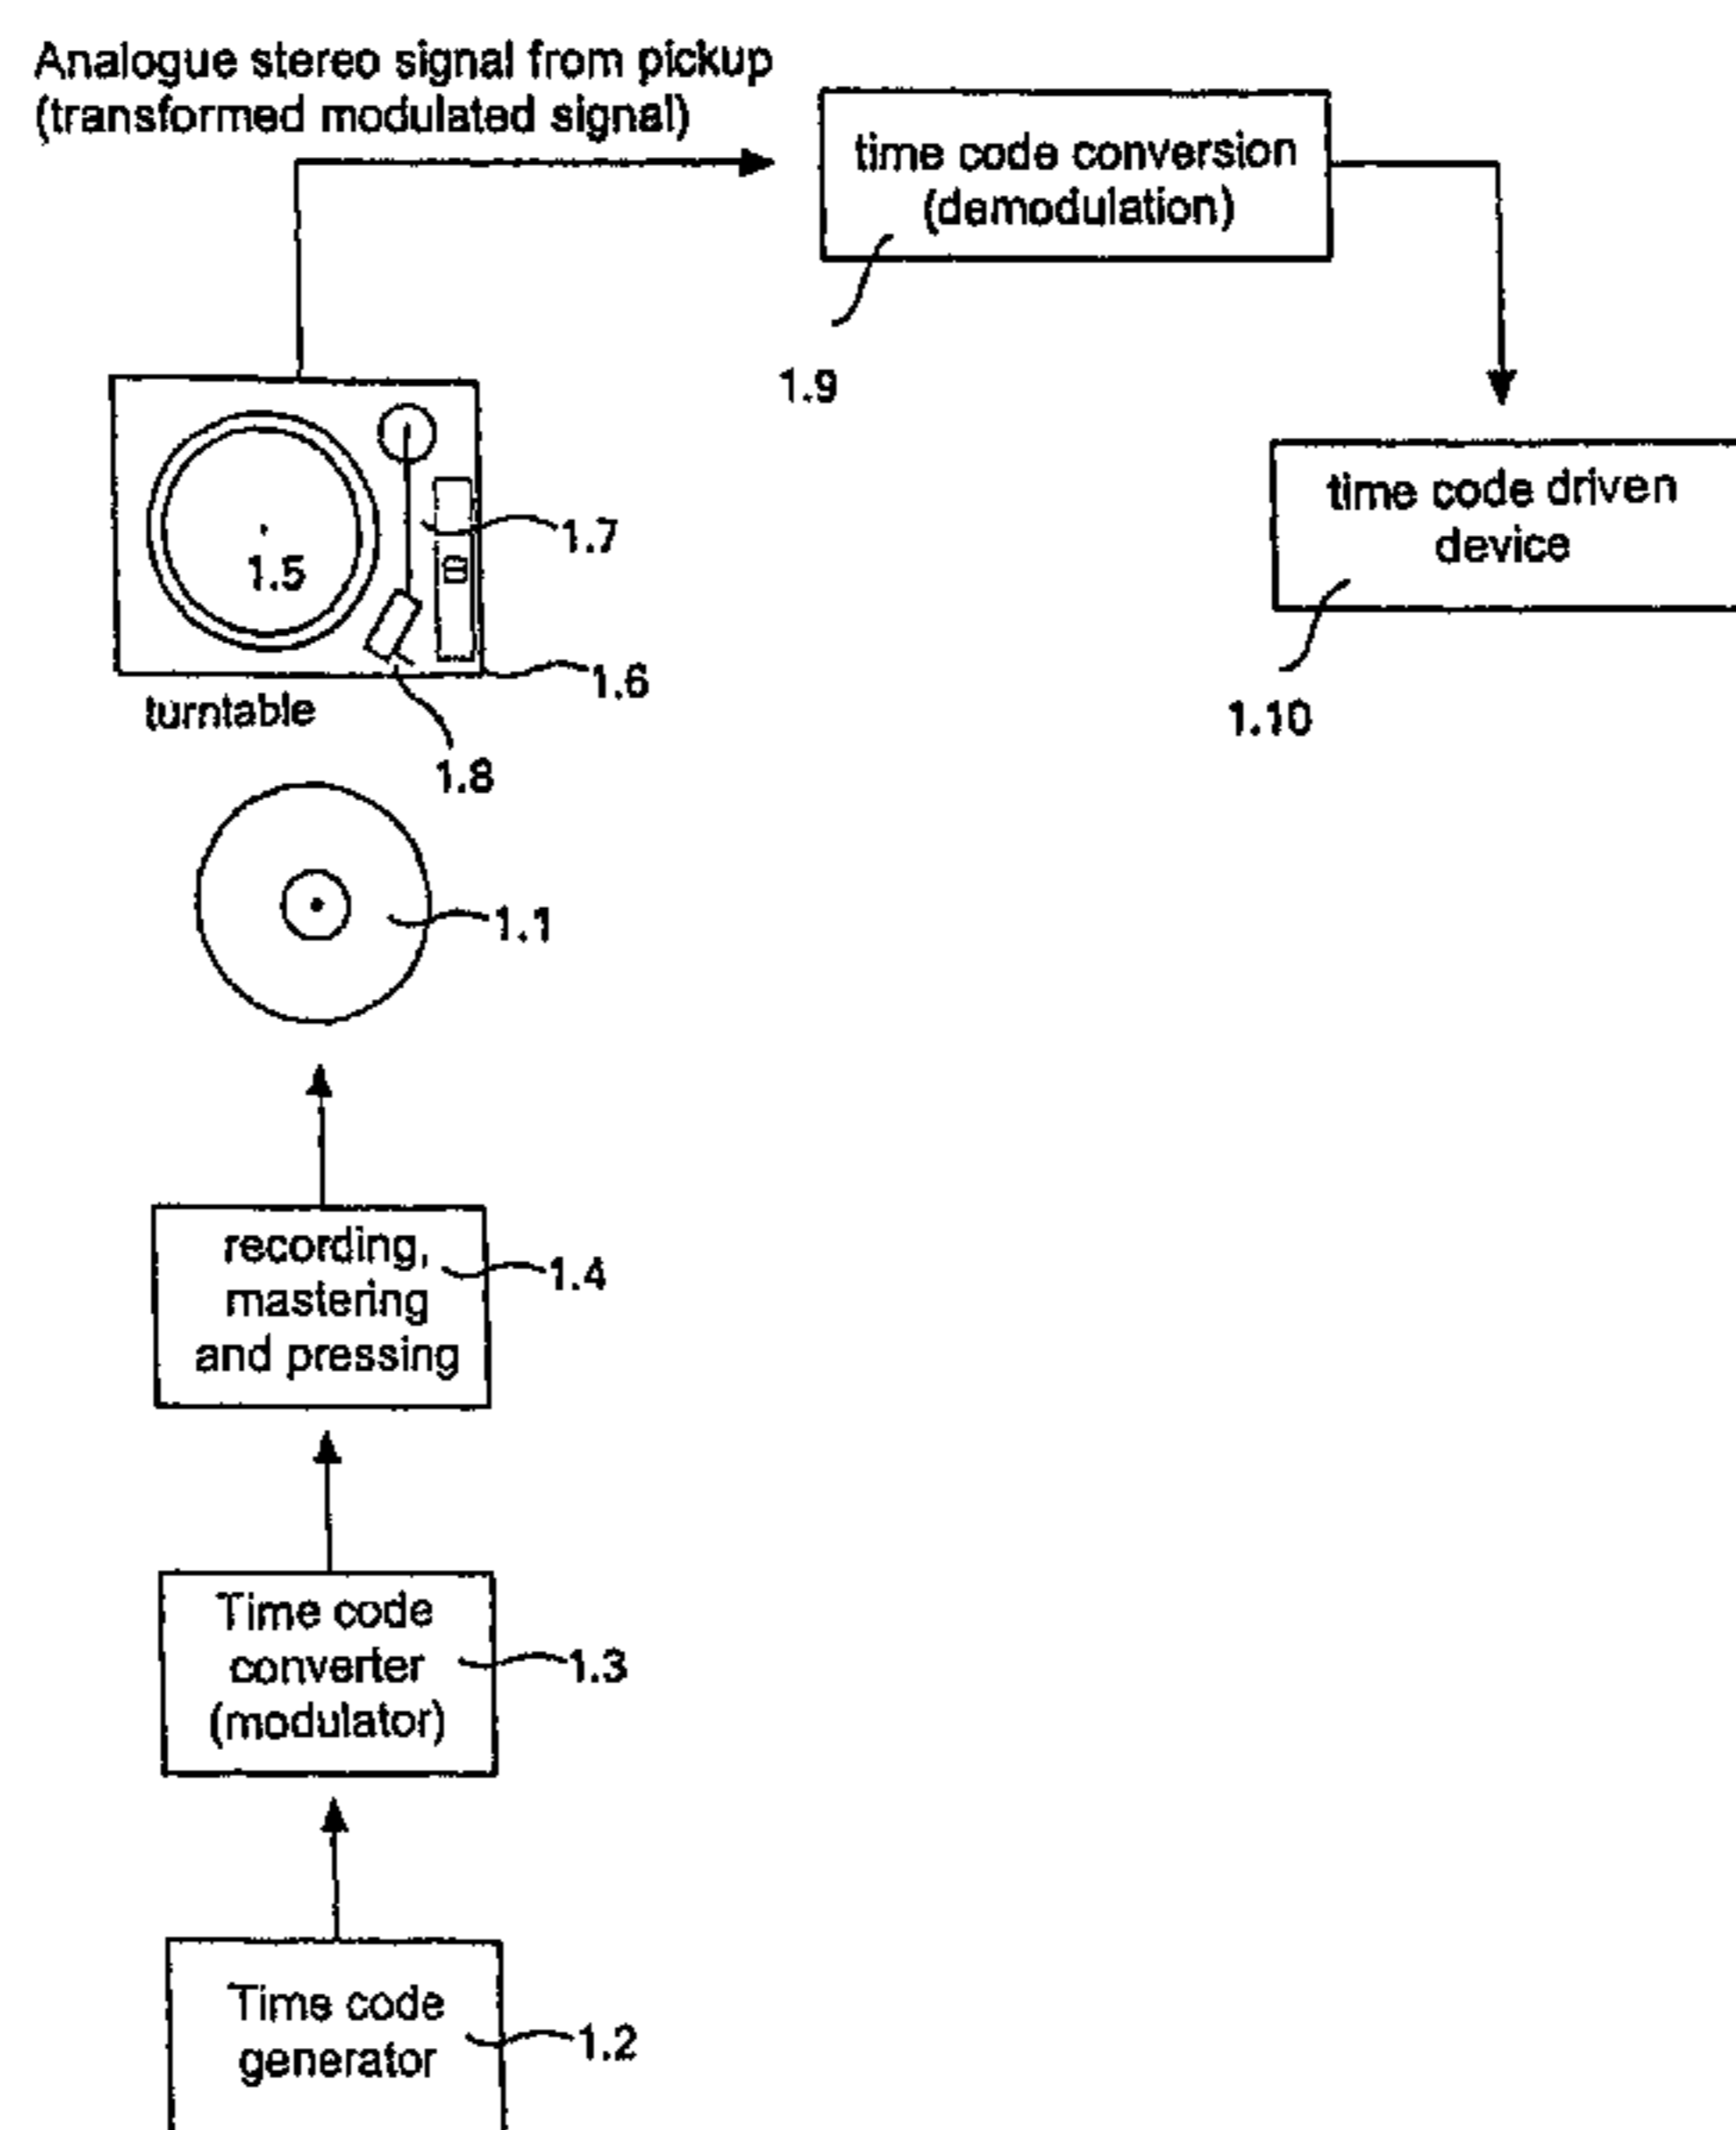 Analogue stereo signal from pickup
(transformed modulated signal)
time code conversion
(demodulation)
1.9
time code driven
device
1.10
1.7
1.5
1.6
turntable
1.8
1.1
recording,
mastering
and pressing
1.4
Time code
converter
(modulator)
1.3
Time code
generator
1.2